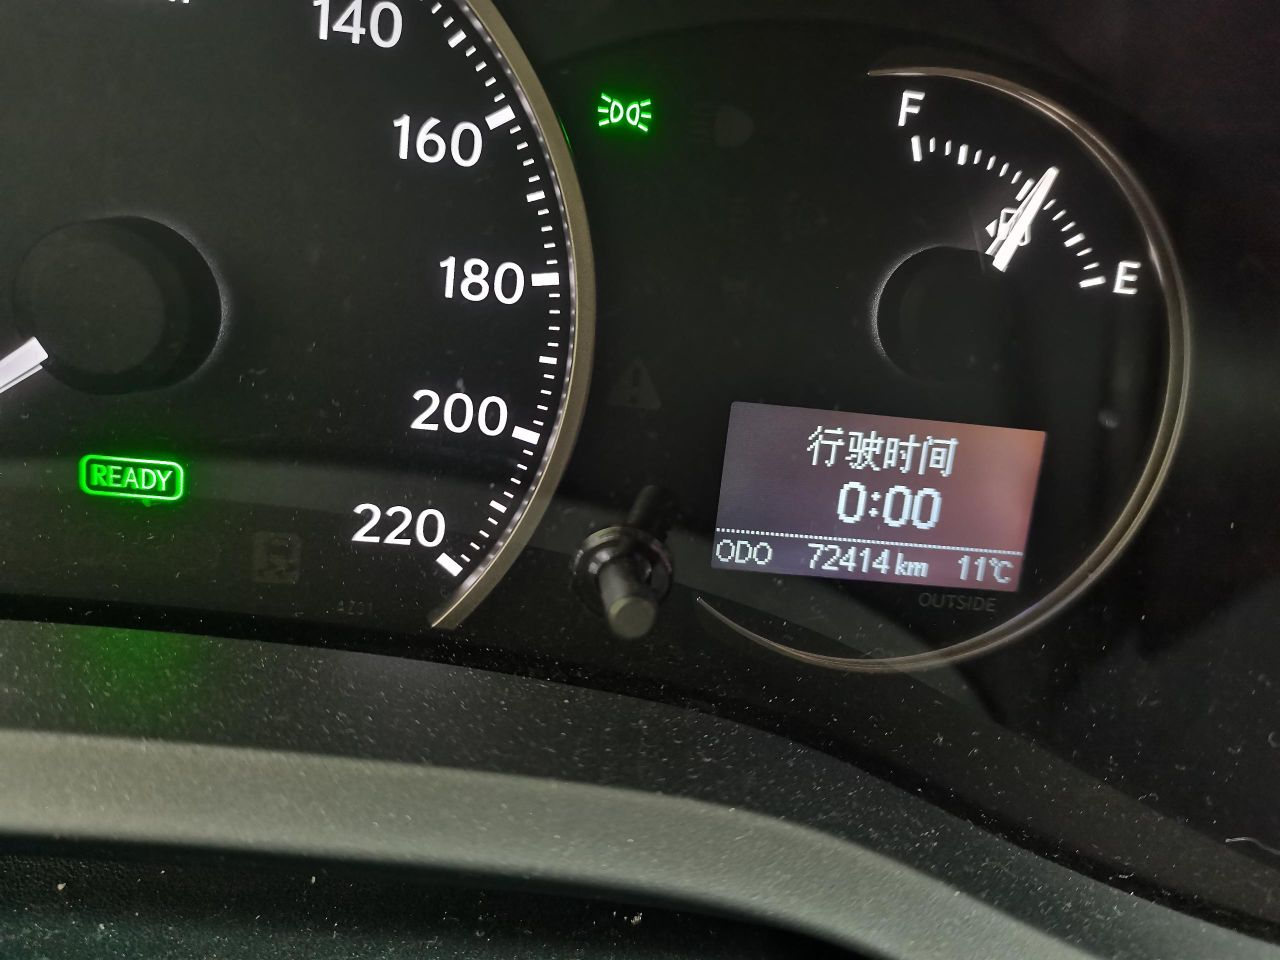 140
160
180
200
220
READY
F
E
行驶时间
0:00
ODO 72414 km 11℃
OUTSIDE